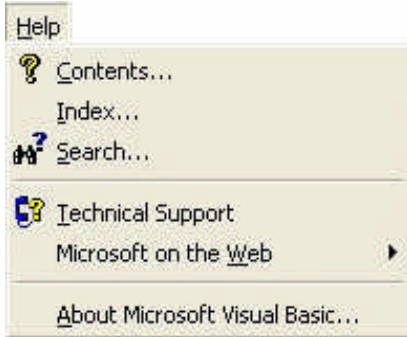 Help
Contents...
Index...
Search...
Technical Support
Microsoft on the Web
About Microsoft Visual Basic...